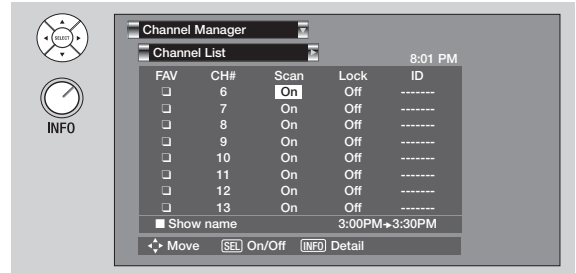 SELECT
INFO
Channel Manager
Channel List
8:01 PM
FAV CH# Scan Lock ID
❏ 6 On Off -------
❏ 7 On Off -------
❏ 8 On Off -------
❏ 9 On Off -------
❏ 10 On Off -------
❏ 11 On Off -------
❏ 12 On Off -------
❏ 13 On Off -------
■ Show name 3:00PM→3:30PM
Move SEL On/Off INFO Detail